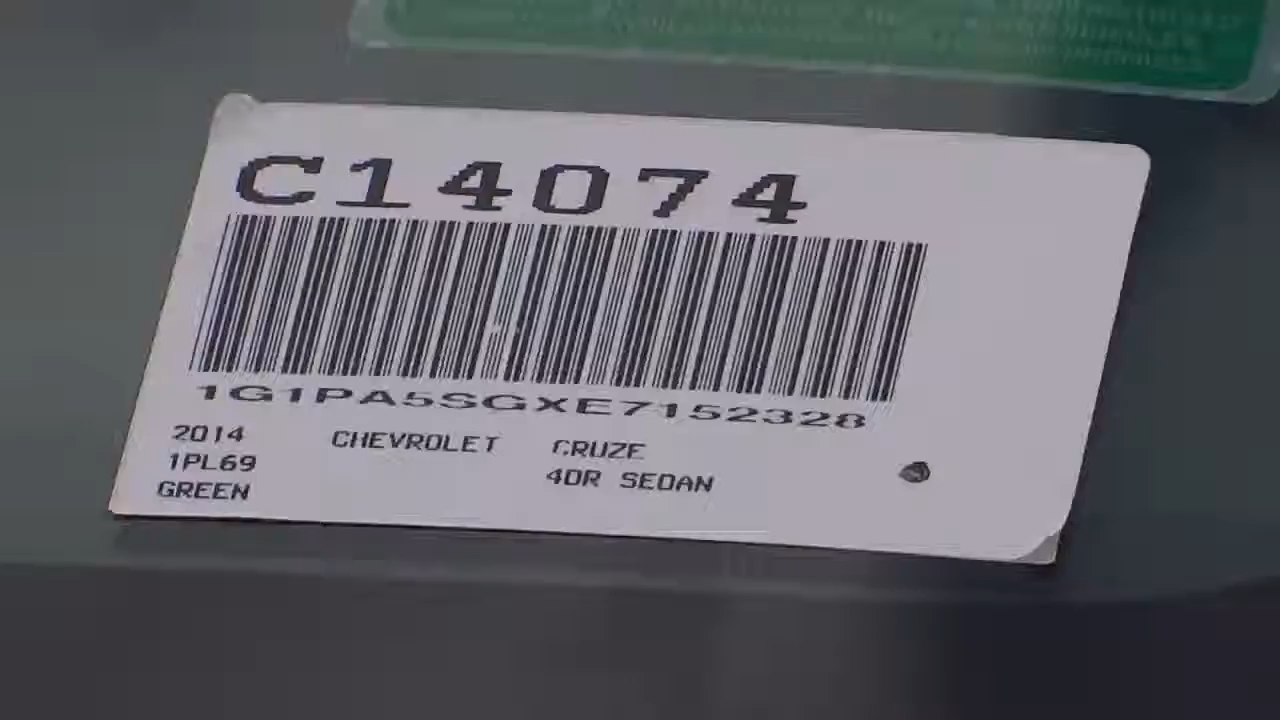 C14074
1G1PA5SGXE7152328
2014 CHEVROLET CRUZE
1PL69 4DR SEDAN
GREEN